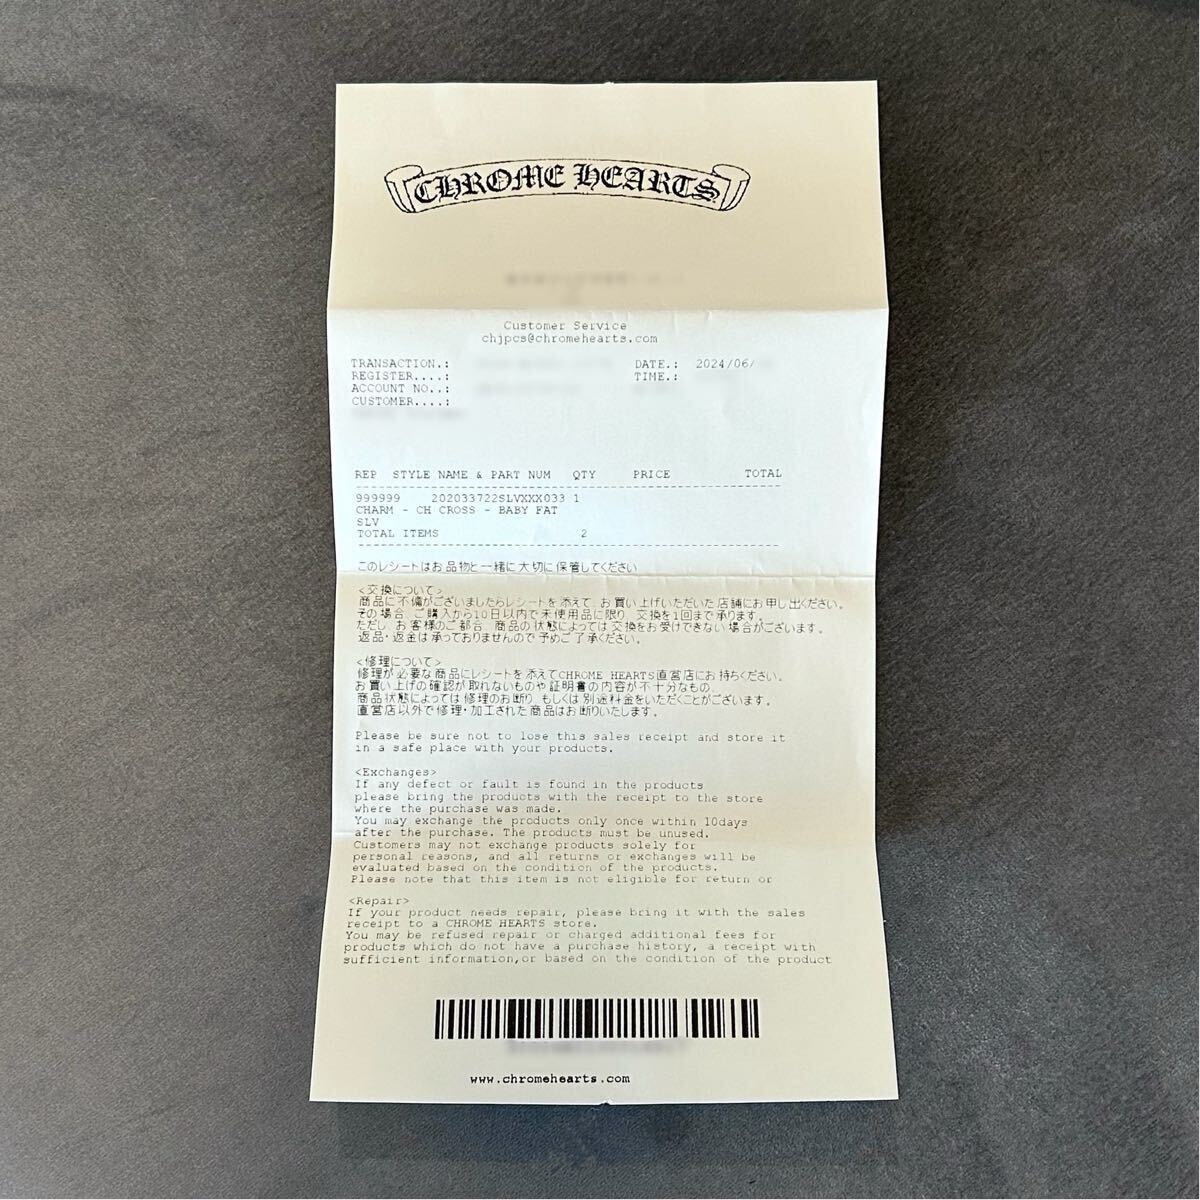 CHROME HEARTS
Customer Service
chjpcs@chromehearts.com
TRANSACTION.: DATE.: 2024/06/
REGISTER....: TIME.:
ACCOUNT NO..:
CUSTOMER....:
REP STYLE NAME & PART NUM QTY PRICE TOTAL
999999 202033722SLVXXX033 1
CHARM - CH CROSS - BABY FAT
SLV
TOTAL ITEMS 2
このレシートはお品物と一緒に大切に保管してください
<交換について>
商品に不備がございましたらレシートを添えて、お買い上げいただいた店舗にお申し出ください。
その場合、ご購入から10日以内で未使用品に限り、交換を1回まで承ります。
ただし、お客様のご都合、商品の状態によっては交換をお受けできない場合がございます。
返品・返金は承っておりませんので予めご了承ください。
<修理について>
修理が必要な商品にレシートを添えてCHROME HEARTS直営店にお持ちください。
お買い上げの確認が取れないものや証明書の内容が不十分なもの、
商品状態によっては修理のお断り、もしくは別途料金をいただくことがございます。
直営店以外で修理・加工された商品はお断りいたします。
Please be sure not to lose this sales receipt and store it
in a safe place with your products.
<Exchanges>
If any defect or fault is found in the products
please bring the products with the receipt to the store
where the purchase was made.
You may exchange the products only once within 10days
after the purchase. The products must be unused.
Customers may not exchange products solely for
personal reasons, and all returns or exchanges will be
evaluated based on the condition of the products.
Please note that this item is not eligible for return or
<Repair>
If your product needs repair, please bring it with the sales
receipt to a CHROME HEARTS store.
You may be refused repair or charged additional fees for
products which do not have a purchase history, a receipt with
sufficient information,or based on the condition of the product
www.chromehearts.com